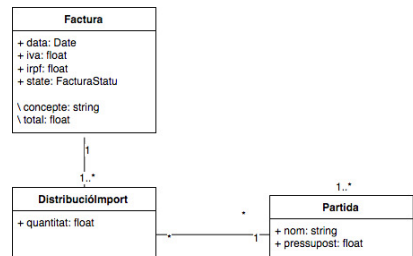 Factura
+ data: Date
+ iva: float
+ irpf: float
+ state: FacturaStatu
\ concepte: string
\ total: float
1
1..*
DistribucióImport
+ quantitat: float
*
1
*
1..*
Partida
+ nom: string
+ pressupost: float